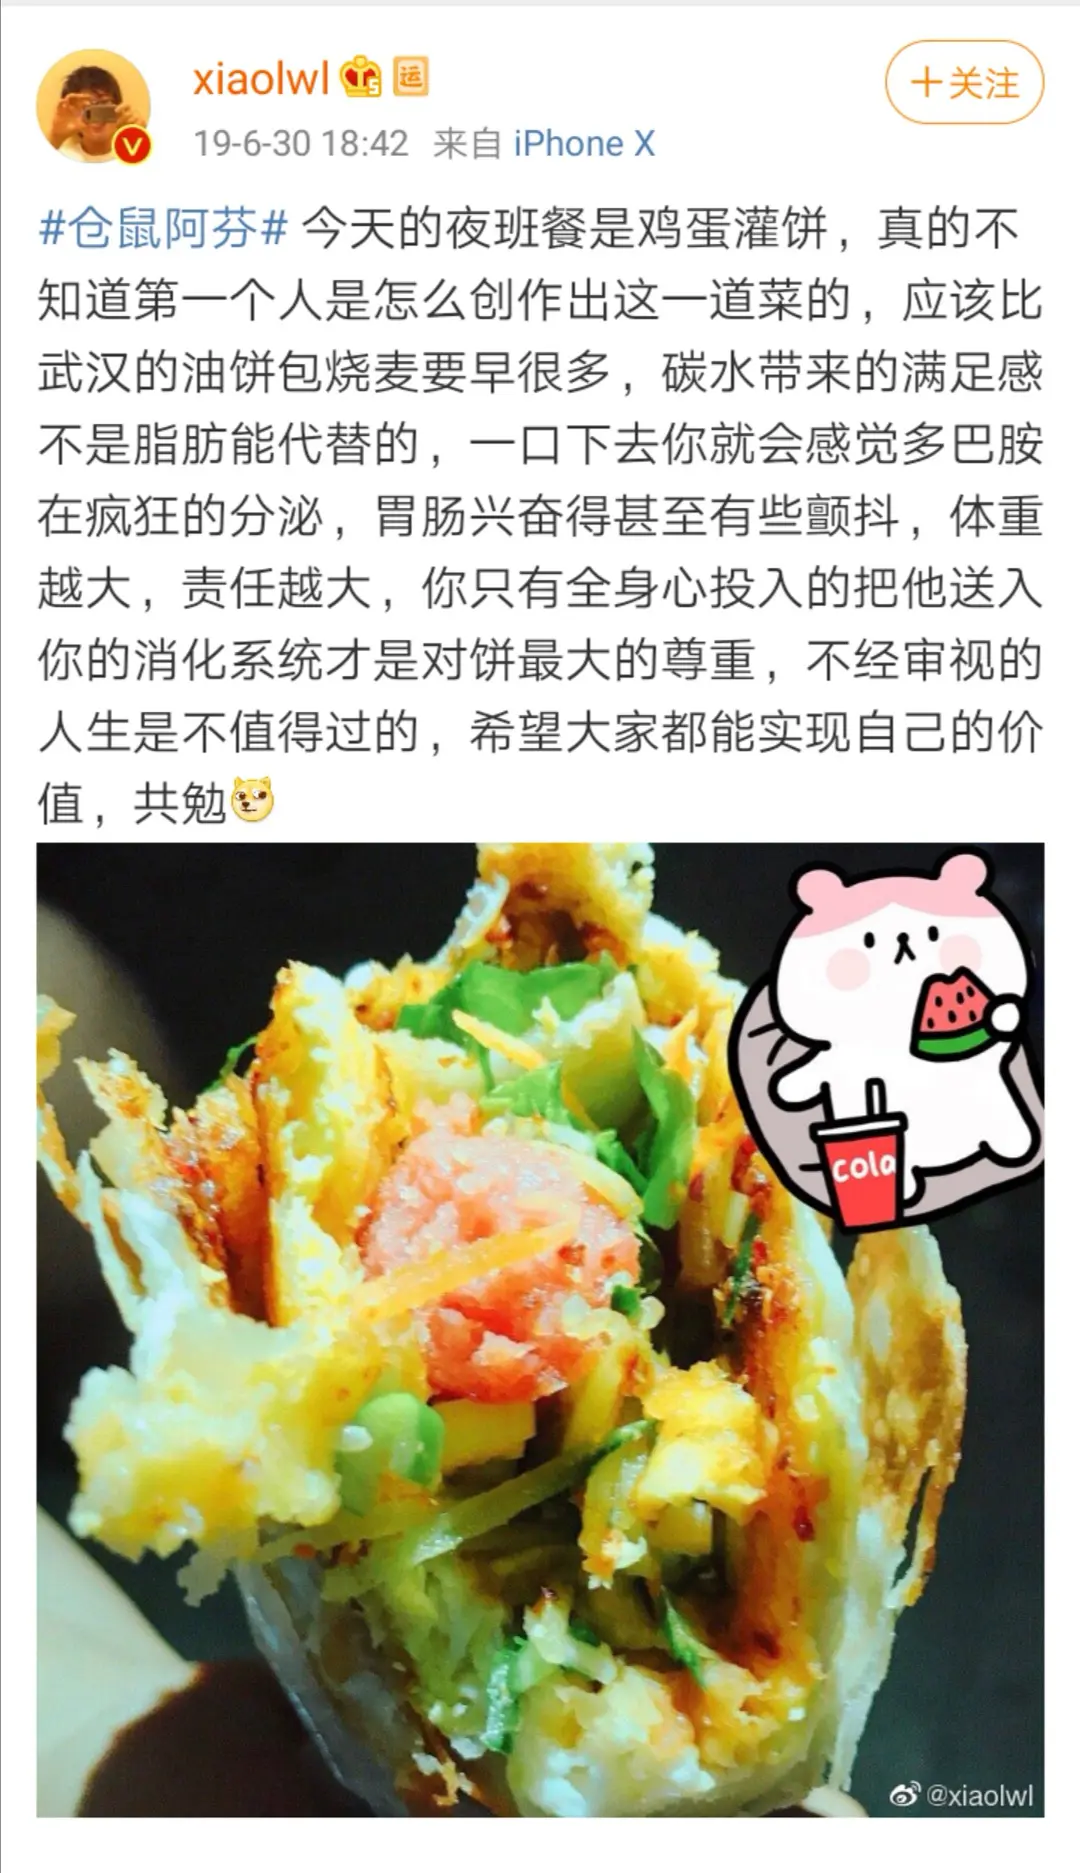 xiaolwl 5 运
+关注
19-6-30 18:42 来自 iPhone X
#仓鼠阿芬# 今天的夜班餐是鸡蛋灌饼，真的不
知道第一个人是怎么创作出这一道菜的，应该比
武汉的油饼包烧麦要早很多，碳水带来的满足感
不是脂肪能代替的，一口下去你就会感觉多巴胺
在疯狂的分泌，胃肠兴奋得甚至有些颤抖，体重
越大，责任越大，你只有全身心投入的把他送入
你的消化系统才是对饼最大的尊重，不经审视的
人生是不值得过的，希望大家都能实现自己的价
值，共勉
cola
@xiaolwl